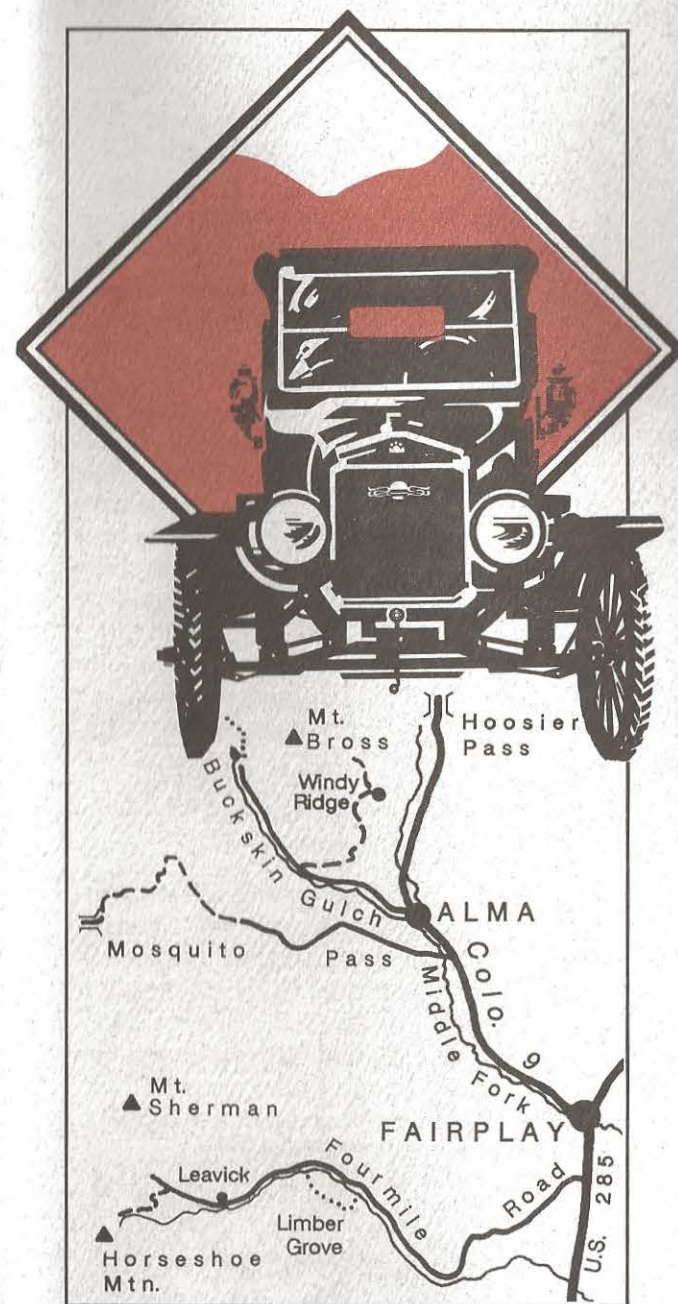 Mt.
Bross
Hoosier
Pass
Windy
Ridge
Buckskin Gulch
ALMA
Mosquito Pass
Colo. 9
Middle Fork
Mt.
Sherman
FAIRPLAY
Leavick
Fourmile Road
U.S. 285
Limber
Grove
Horseshoe
Mtn.